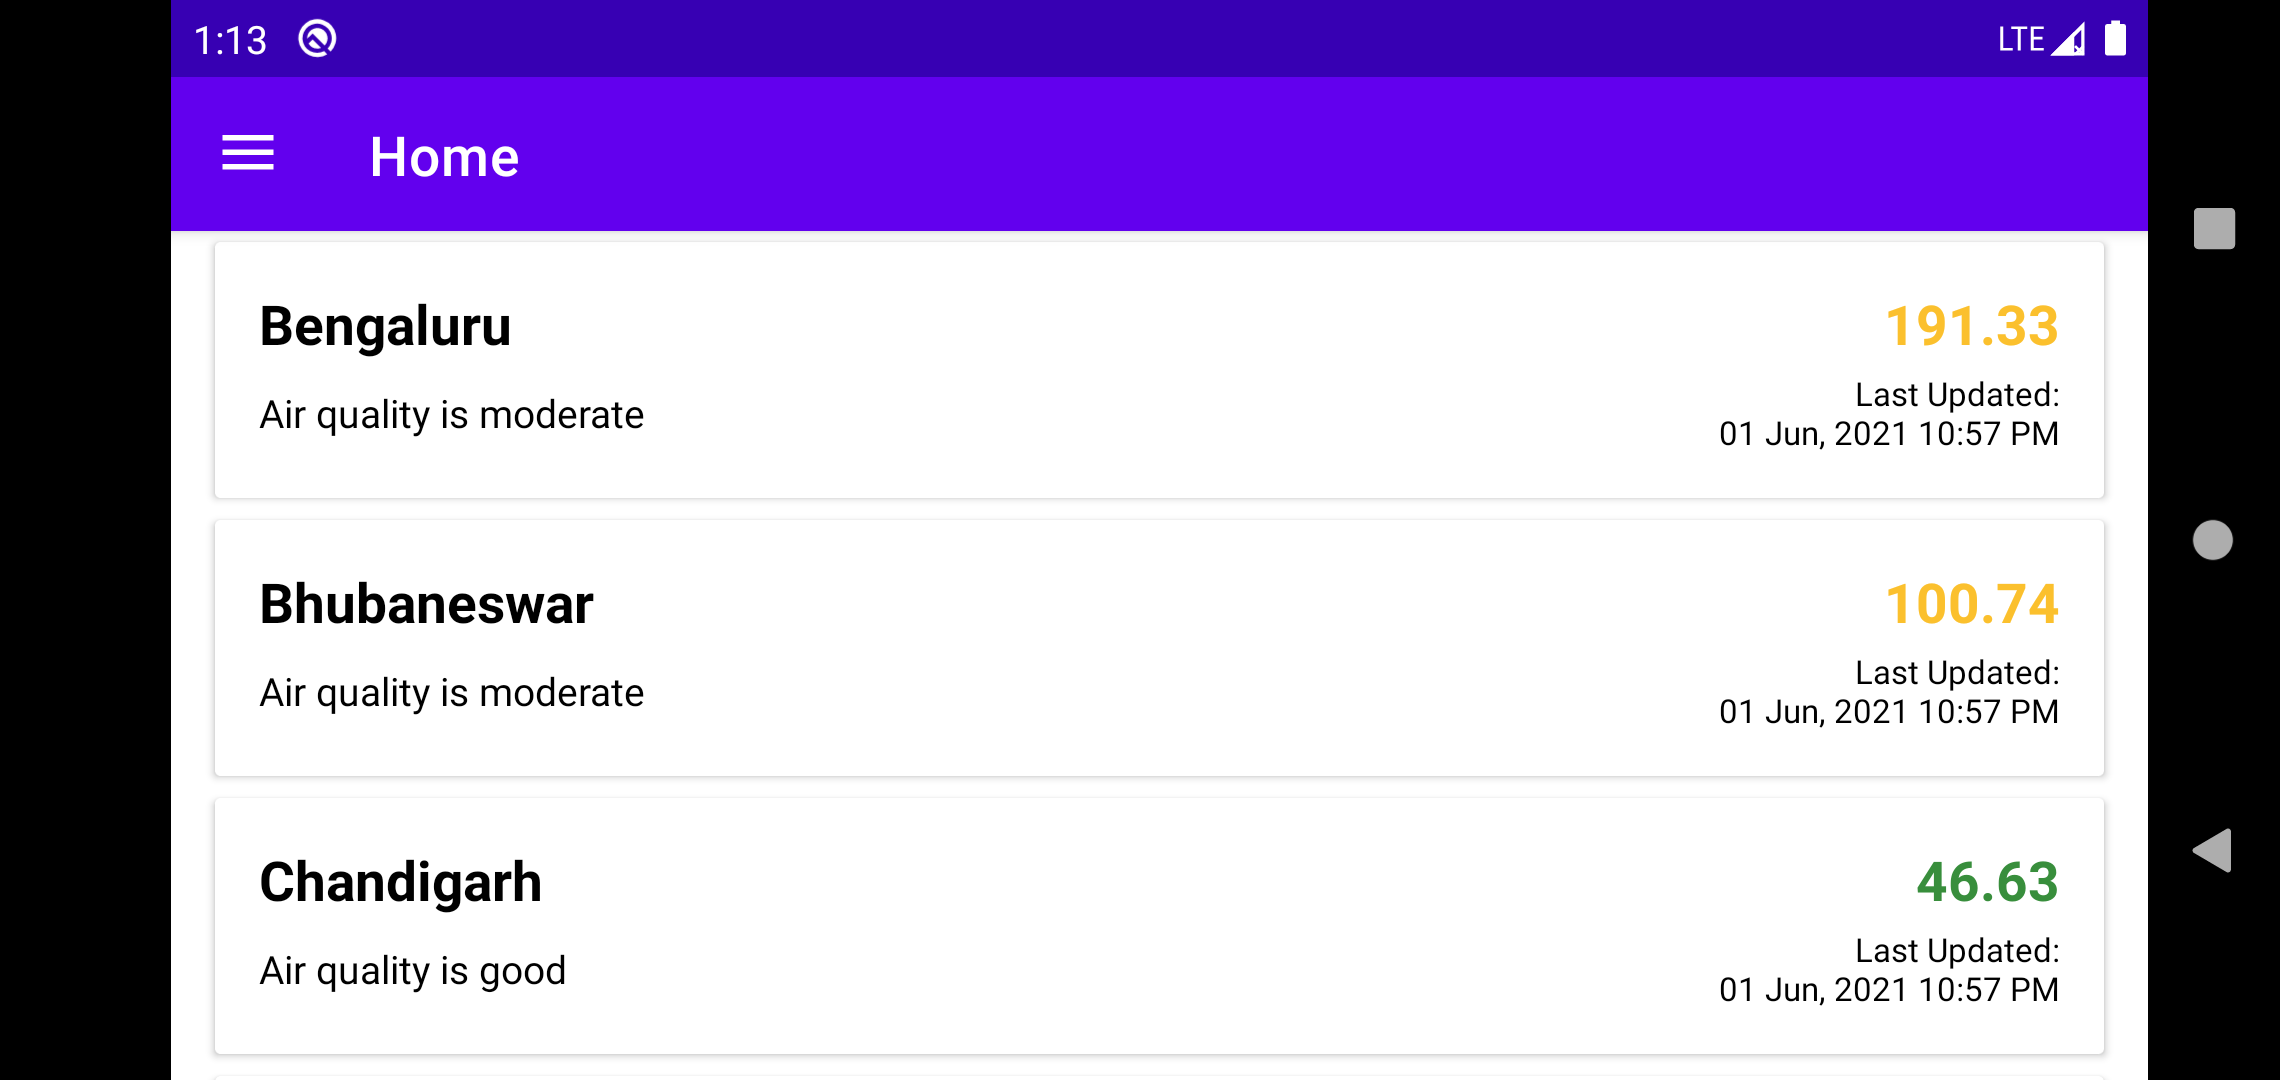 1:13
LTE
Home
Bengaluru
191.33
Air quality is moderate
Last Updated:
01 Jun, 2021 10:57 PM
Bhubaneswar
100.74
Air quality is moderate
Last Updated:
01 Jun, 2021 10:57 PM
Chandigarh
46.63
Air quality is good
Last Updated:
01 Jun, 2021 10:57 PM